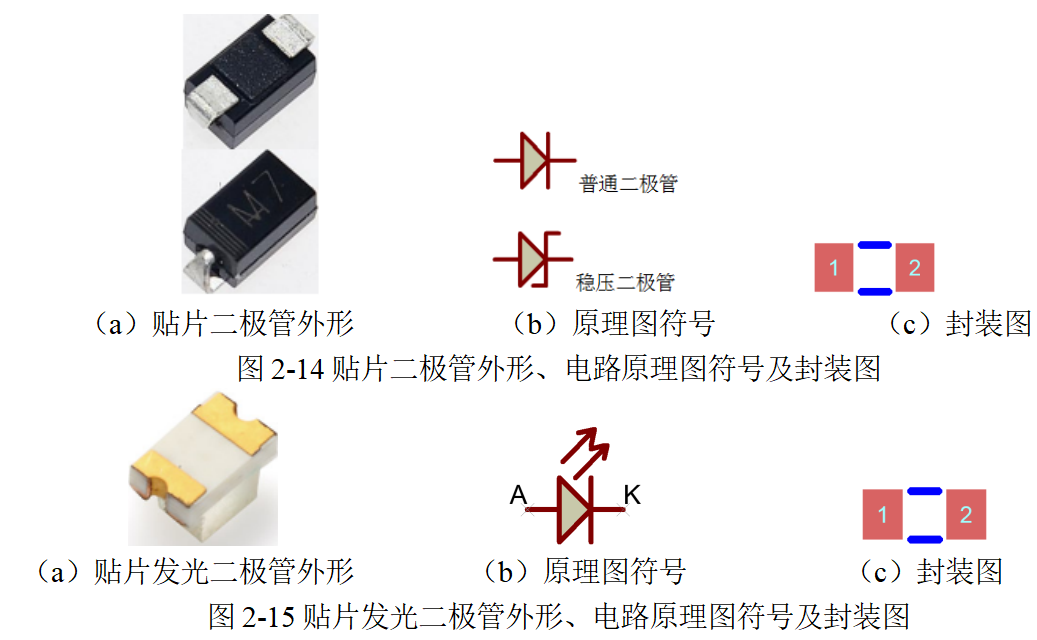 M7
普通二极管
稳压二极管
1 2
（a）贴片二极管外形 （b）原理图符号 （c）封装图
图 2-14 贴片二极管外形、电路原理图符号及封装图
A K
1 2
（a）贴片发光二极管外形 （b）原理图符号 （c）封装图
图 2-15 贴片发光二极管外形、电路原理图符号及封装图